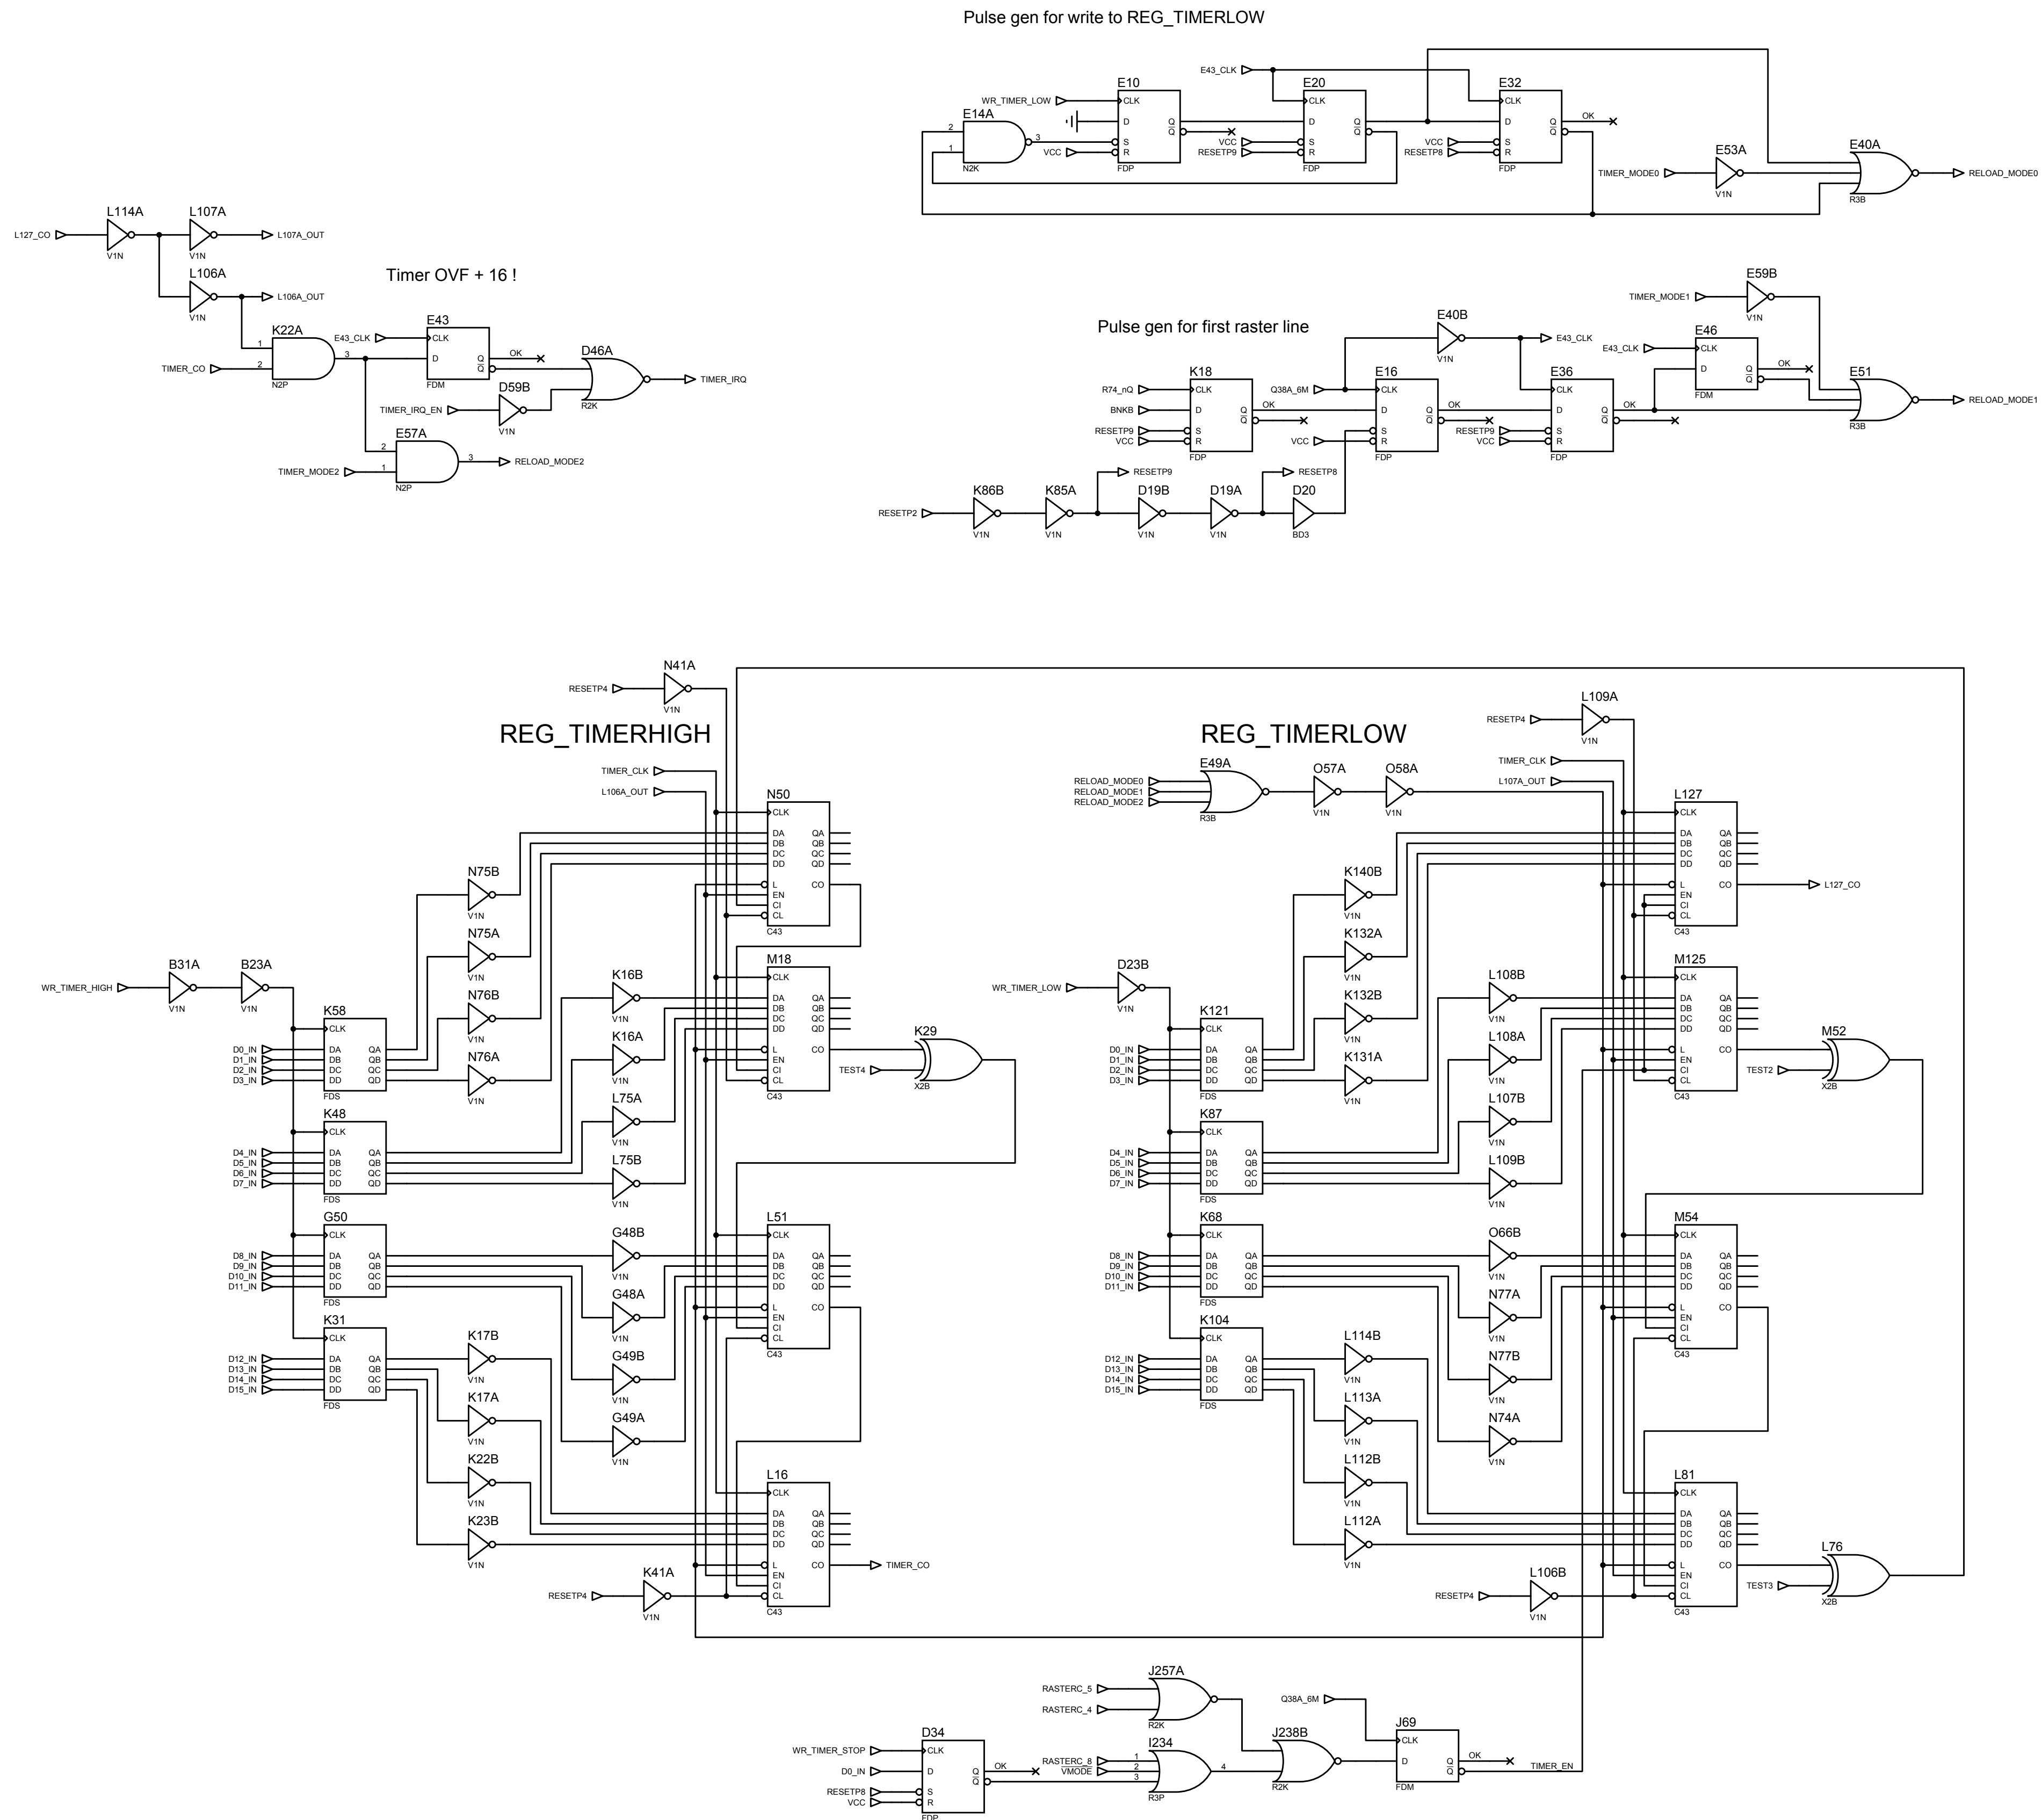 Pulse gen for write to REG_TIMERLOW
E43_CLK
E10
E20
E32
WR_TIMER_LOW
CLK
CLK
CLK
E14A
2
1
3
N2K
D
Q
Q
S
R
VCC
FDP
D
Q
Q
S
R
VCC
RESETP9
FDP
D
Q
Q
S
R
OK
VCC
RESETP8
FDP
TIMER_MODE0
E53A
V1N
E40A
R3B
RELOAD_MODE0
L127_CO
L114A
V1N
L107A
V1N
L107A_OUT
L106A
V1N
L106A_OUT
Timer OVF + 16 !
K22A
1
2
3
N2P
TIMER_CO
E43
E43_CLK
CLK
D
Q
Q
OK
FDM
D46A
R2K
TIMER_IRQ
D59B
TIMER_IRQ_EN
V1N
E57A
2
1
3
N2P
TIMER_MODE2
RELOAD_MODE2
Pulse gen for first raster line
K18
R74_nQ
CLK
BNKB
D
Q
Q
OK
RESETP9
S
VCC
R
FDP
Q38A_6M
E40B
V1N
E43_CLK
E16
CLK
D
Q
Q
OK
S
VCC
R
FDP
E36
CLK
D
Q
Q
OK
RESETP9
S
VCC
R
FDP
TIMER_MODE1
E59B
V1N
E46
E43_CLK
CLK
D
Q
Q
OK
FDM
E51
R3B
RELOAD_MODE1
RESETP2
K86B
V1N
K85A
V1N
RESETP9
D19B
V1N
D19A
V1N
RESETP8
D20
BD3
RESETP4
N41A
V1N
REG_TIMERHIGH
TIMER_CLK
L106A_OUT
N50
CLK
DA QA
DB QB
DC QC
DD QD
L CO
EN
CI
CL
C43
N75B
V1N
N75A
V1N
N76B
V1N
N76A
V1N
WR_TIMER_HIGH
B31A
V1N
B23A
V1N
K58
CLK
D0_IN DA QA
D1_IN DB QB
D2_IN DC QC
D3_IN DD QD
FDS
K16B
V1N
K16A
V1N
L75A
V1N
L75B
V1N
M18
CLK
DA QA
DB QB
DC QC
DD QD
L CO
EN
CI
CL
C43
K29
TEST4
X2B
K48
CLK
D4_IN DA QA
D5_IN DB QB
D6_IN DC QC
D7_IN DD QD
FDS
G50
CLK
D8_IN DA QA
D9_IN DB QB
D10_IN DC QC
D11_IN DD QD
FDS
G48B
V1N
G48A
V1N
G49B
V1N
G49A
V1N
L51
CLK
DA QA
DB QB
DC QC
DD QD
L CO
EN
CI
CL
C43
K31
CLK
D12_IN DA QA
D13_IN DB QB
D14_IN DC QC
D15_IN DD QD
FDS
K17B
V1N
K17A
V1N
K22B
V1N
K23B
V1N
L16
CLK
DA QA
DB QB
DC QC
DD QD
L CO
EN
CI
CL
C43
TIMER_CO
RESETP4
K41A
V1N
REG_TIMERLOW
RELOAD_MODE0
RELOAD_MODE1
RELOAD_MODE2
E49A
R3B
O57A
V1N
O58A
V1N
RESETP4
L109A
V1N
TIMER_CLK
L107A_OUT
L127
CLK
DA QA
DB QB
DC QC
DD QD
L CO
EN
CI
CL
C43
L127_CO
K140B
V1N
K132A
V1N
K132B
V1N
K131A
V1N
WR_TIMER_LOW
D23B
V1N
K121
CLK
D0_IN DA QA
D1_IN DB QB
D2_IN DC QC
D3_IN DD QD
FDS
L108B
V1N
L108A
V1N
L107B
V1N
L109B
V1N
M125
CLK
DA QA
DB QB
DC QC
DD QD
L CO
EN
CI
CL
C43
M52
TEST2
X2B
K87
CLK
D4_IN DA QA
D5_IN DB QB
D6_IN DC QC
D7_IN DD QD
FDS
K68
CLK
D8_IN DA QA
D9_IN DB QB
D10_IN DC QC
D11_IN DD QD
FDS
O66B
V1N
N77A
V1N
N77B
V1N
N74A
V1N
M54
CLK
DA QA
DB QB
DC QC
DD QD
L CO
EN
CI
CL
C43
K104
CLK
D12_IN DA QA
D13_IN DB QB
D14_IN DC QC
D15_IN DD QD
FDS
L114B
V1N
L113A
V1N
L112B
V1N
L112A
V1N
L81
CLK
DA QA
DB QB
DC QC
DD QD
L CO
EN
CI
CL
C43
L76
TEST3
X2B
RESETP4
L106B
V1N
J257A
RASTERC_5
RASTERC_4
R2K
D34
WR_TIMER_STOP
CLK
D0_IN
D
Q
Q
OK
RESETP8
S
VCC
R
FDP
I234
RASTERC_8
1
VMODE
2
3
4
R3P
J238B
R2K
Q38A_6M
J69
CLK
D
Q
Q
OK
FDM
TIMER_EN